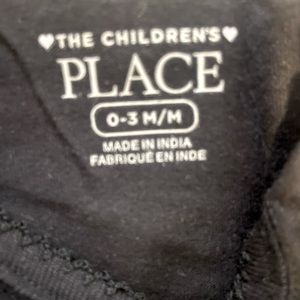 ♥THE CHILDREN'S♥
PLACE
0-3 M/M
MADE IN INDIA
FABRIQUÉ EN INDE